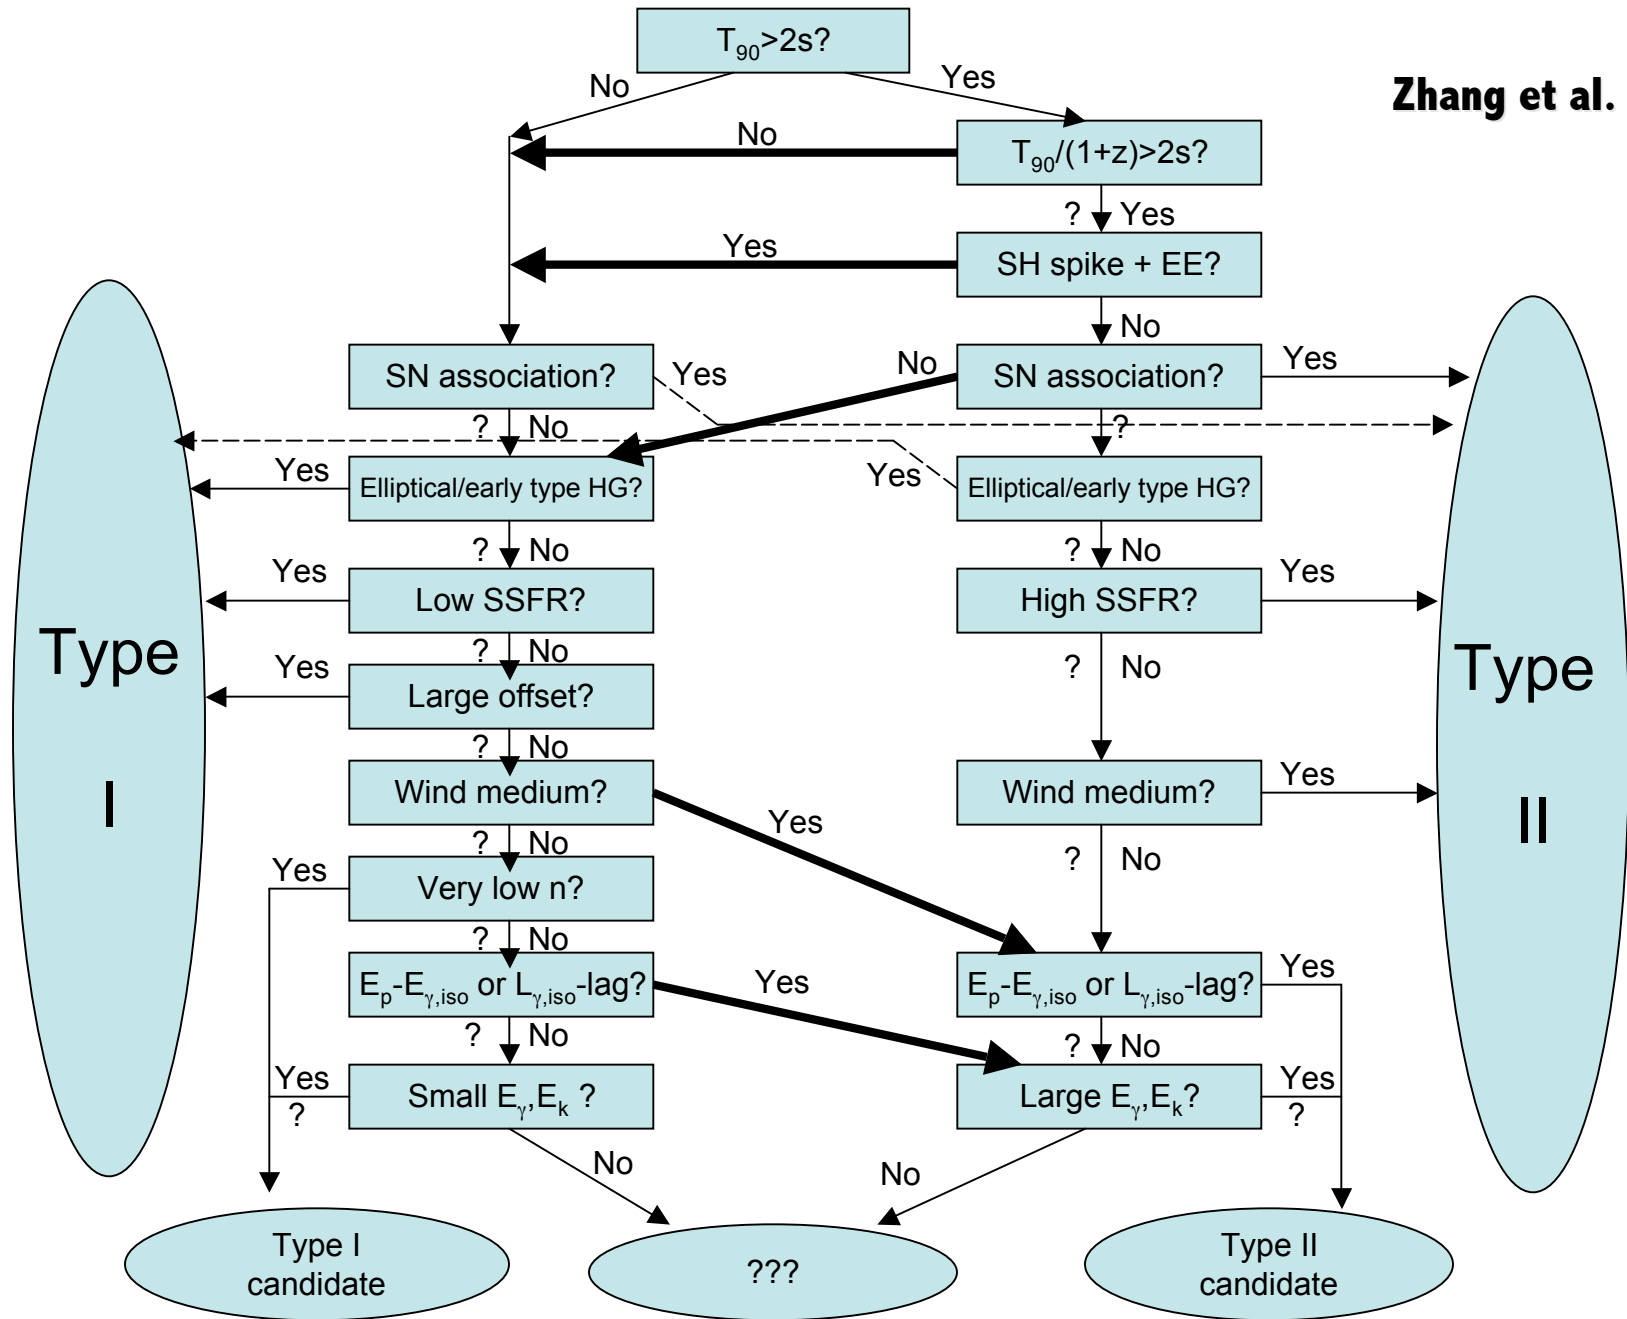 T90>2s?
No
Yes
Zhang et al.
No
T90/(1+z)>2s?
? Yes
Yes
SH spike + EE?
No
SN association?
Yes
No
SN association?
Yes
? No
?
Yes
Elliptical/early type HG?
Yes
Elliptical/early type HG?
? No
? No
Yes
Low SSFR?
High SSFR?
Yes
? No
? No
Yes
Large offset?
Type
I
Type
II
? No
Wind medium?
Yes
Wind medium?
Yes
? No
? No
Yes
Very low n?
? No
Ep-Eγ,iso or Lγ,iso-lag?
Yes
Ep-Eγ,iso or Lγ,iso-lag?
Yes
? No
? No
Yes
?
Small Eγ,Ek ?
Large Eγ,Ek?
Yes
?
No
No
Type I
candidate
???
Type II
candidate